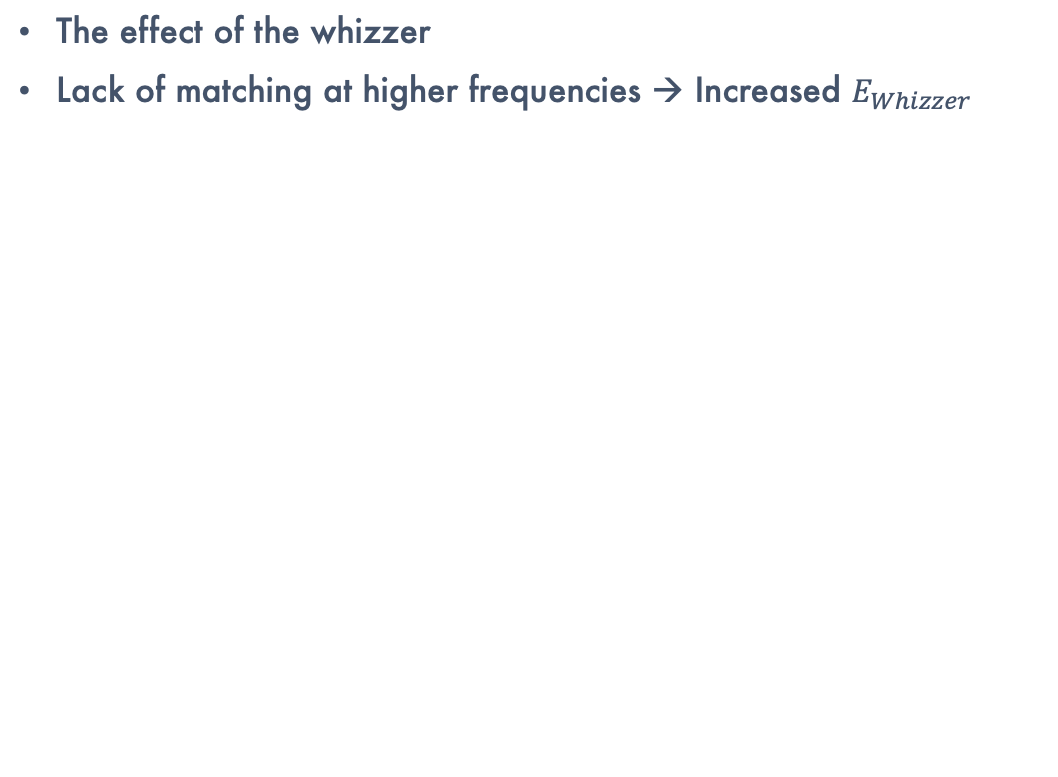 • The effect of the whizzer
• Lack of matching at higher frequencies → Increased E_Whizzer